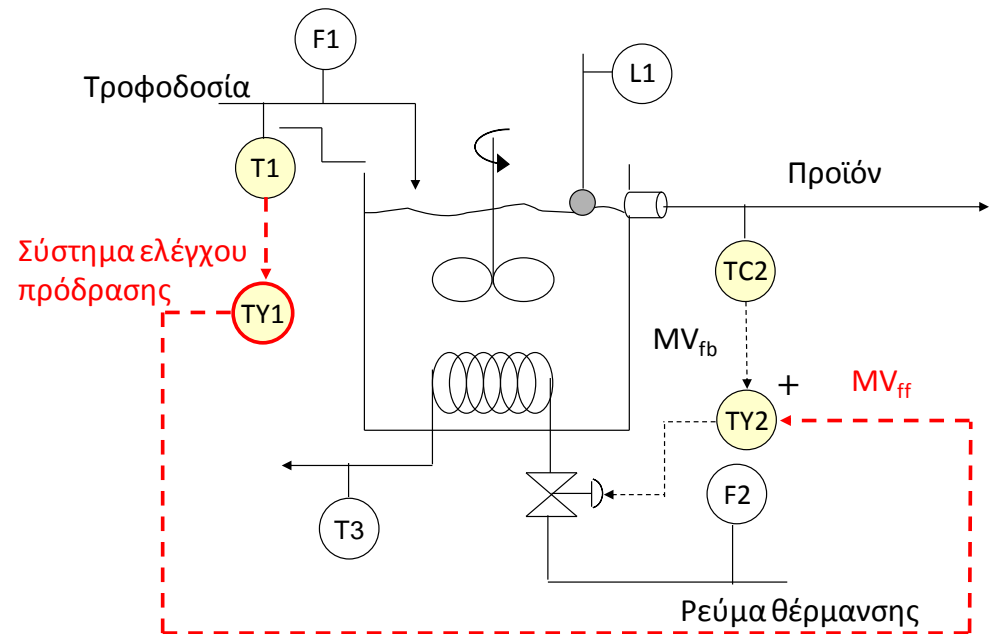 F1
L1
Τροφοδοσία
T1
Προϊόν
Σύστημα ελέγχου
πρόδρασης
TC2
TY1
MVfb
+
MVff
TY2
F2
T3
Ρεύμα θέρμανσης